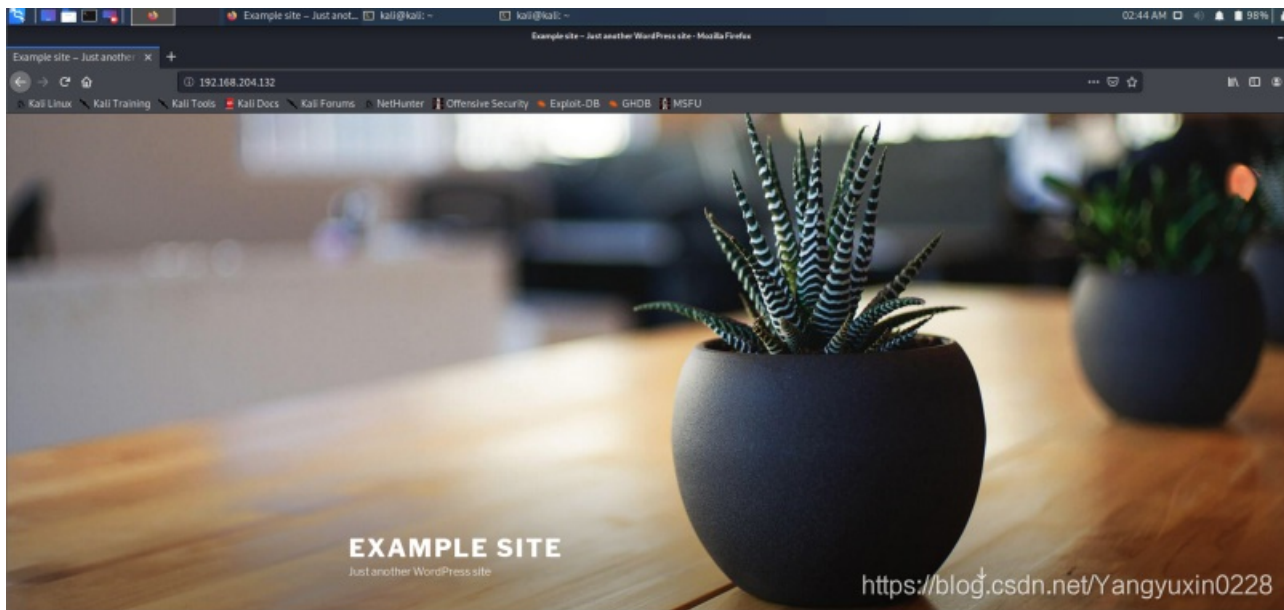 Example site – Just anot...
kali@kali: ~
kali@kali: ~
02:44 AM
98%
Example site – Just another WordPress site - Mozilla Firefox
Example site – Just another
192.168.204.132
Kali Linux
Kali Training
Kali Tools
Kali Docs
Kali Forums
NetHunter
Offensive Security
Exploit-DB
GHDB
MSFU
EXAMPLE SITE
Just another WordPress site
https://blog.csdn.net/Yangyuxin0228